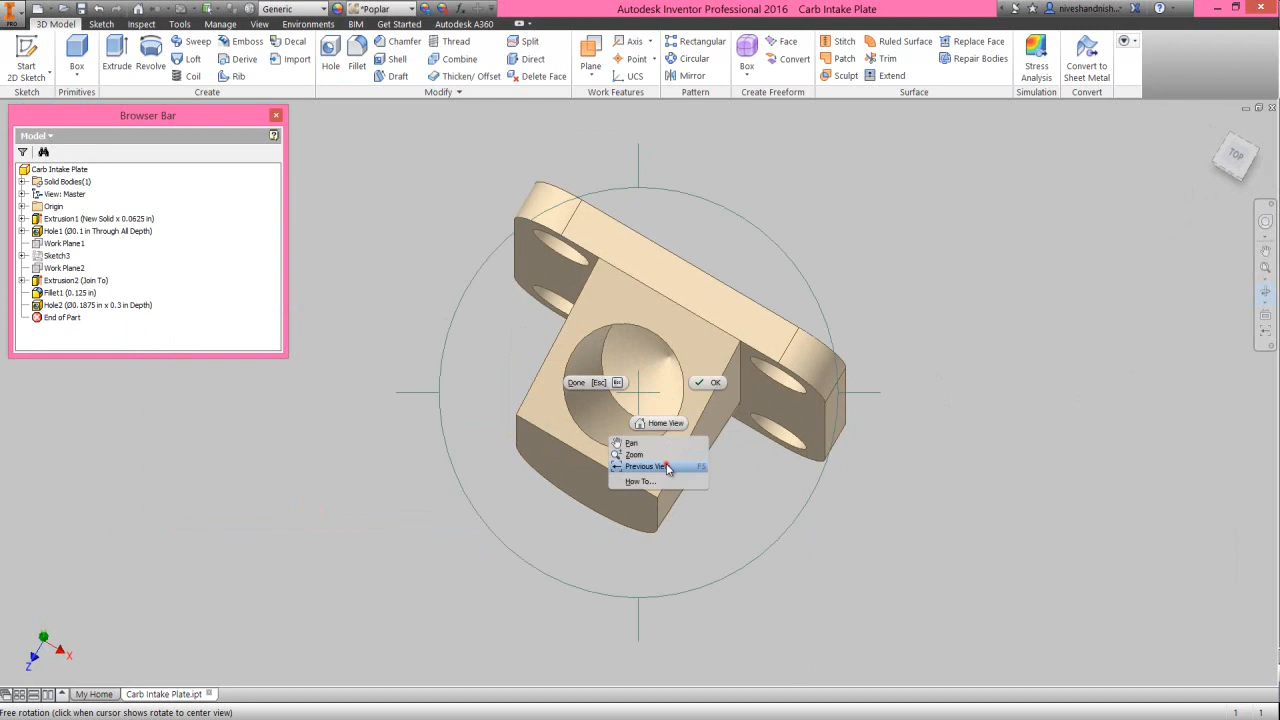 PRO
Generic
*Poplar
Autodesk Inventor Professional 2016 Carb Intake Plate
niveshandnish...
3D Model
Sketch
Inspect
Tools
Manage
View
Environments
BIM
Get Started
Autodesk A360
Start
2D Sketch
Sketch
Box
Primitives
Extrude
Revolve
Sweep
Emboss
Decal
Loft
Derive
Import
Coil
Rib
Create
Hole
Fillet
Chamfer
Thread
Split
Shell
Combine
Direct
Draft
Thicken/ Offset
Delete Face
Modify
Plane
Axis
Point
UCS
Work Features
Rectangular
Circular
Mirror
Pattern
Box
Face
Convert
Create Freeform
Stitch
Ruled Surface
Replace Face
Patch
Trim
Repair Bodies
Sculpt
Extend
Surface
Stress
Analysis
Simulation
Convert to
Sheet Metal
Convert
Browser Bar
Model
Carb Intake Plate
Solid Bodies(1)
View: Master
Origin
Extrusion1 (New Solid x 0.0625 in)
Hole1 (Ø0.1 in Through All Depth)
Work Plane1
Sketch3
Work Plane2
Extrusion2 (Join To)
Fillet1 (0.125 in)
Hole2 (Ø0.1875 in x 0.3 in Depth)
End of Part
TOP
Done [Esc]
OK
Home View
Pan
Zoom
Previous View F5
How To...
X
Z
My Home
Carb Intake Plate.ipt
Free rotation (click when cursor shows rotate to center view)
1 1